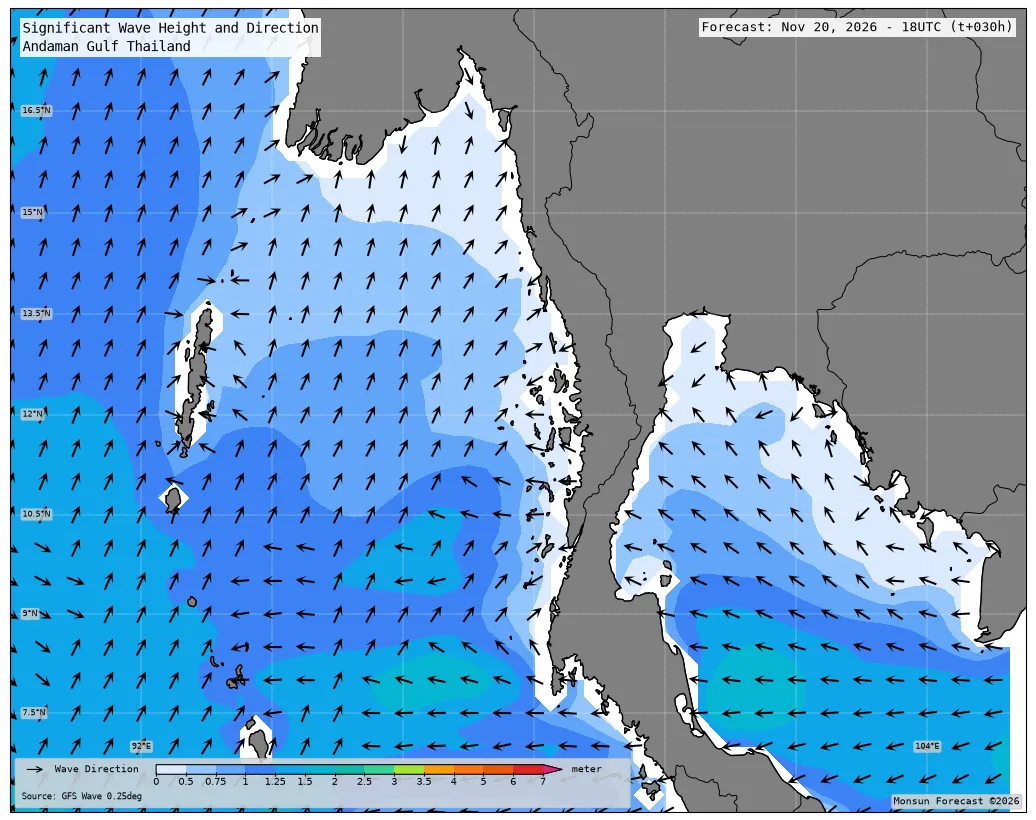 Significant Wave Height and Direction
Andaman Gulf Thailand
Forecast: Nov 20, 2026 - 18UTC (t+030h)
16.5°N
15°N
13.5°N
12°N
10.5°N
9°N
7.5°N
92°E
104°E
Wave Direction
0 0.5 0.75 1 1.25 1.5 2 2.5 3 3.5 4 5 6 7
meter
Source: GFS Wave 0.25deg
Monsun Forecast ©2026